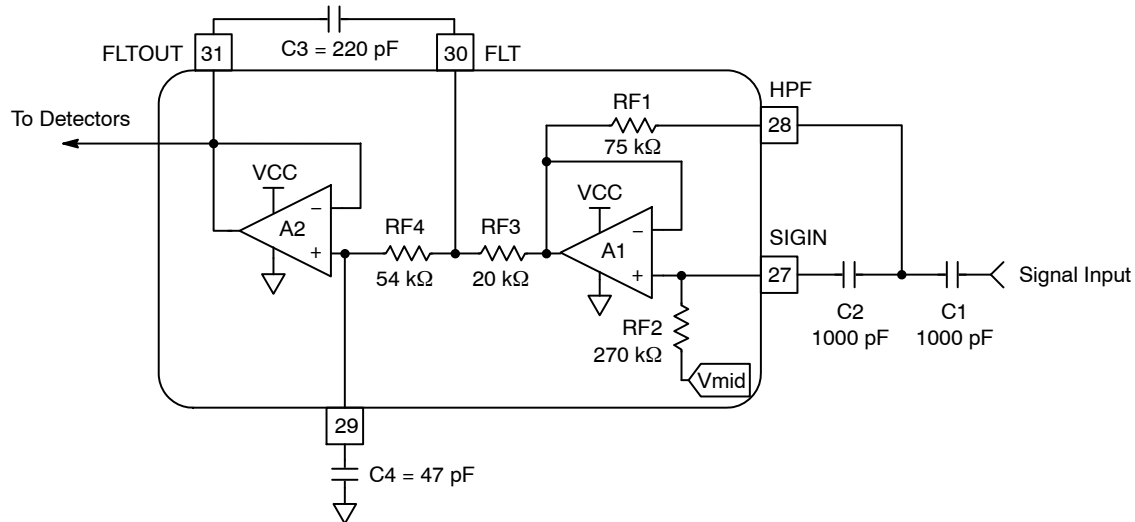 FLTOUT
31
C3 = 220 pF
30
FLT
To Detectors
HPF
28
RF1
75 kΩ
VCC
A2
−
+
RF4
54 kΩ
RF3
20 kΩ
VCC
A1
−
+
SIGIN
27
RF2
270 kΩ
Vmid
C2
1000 pF
C1
1000 pF
Signal Input
29
C4 = 47 pF